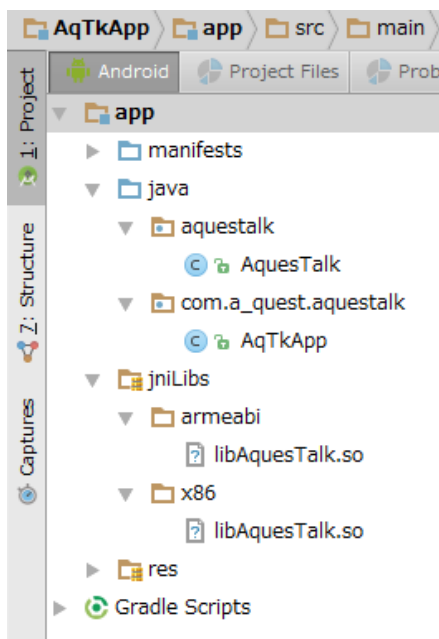 AqTkApp app src main
Android Project Files Prob
1: Project
7: Structure
Captures
app
manifests
java
aquestalk
AquesTalk
com.a_quest.aquestalk
AqTkApp
jniLibs
armeabi
libAquesTalk.so
x86
libAquesTalk.so
res
Gradle Scripts